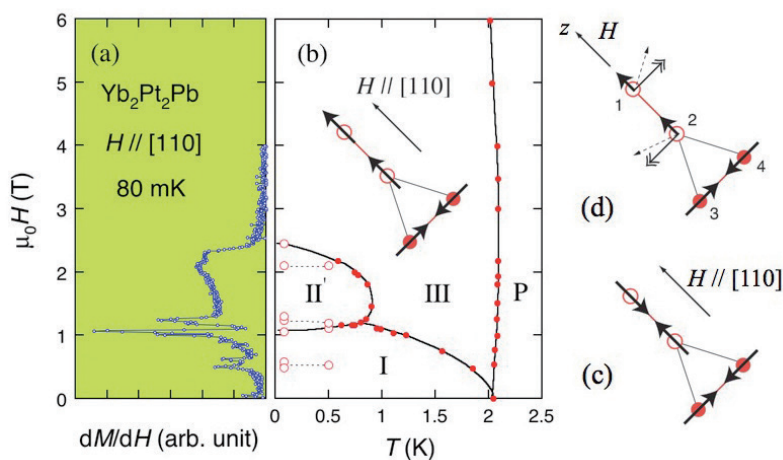 (a)
Yb2Pt2Pb
H // [110]
80 mK
μ0H (T)
6
5
4
3
2
1
0
dM/dH (arb. unit)
(b)
H // [110]
II'
III
P
I
0
0.5
1
1.5
2
2.5
T (K)
z
H
1
2
4
3
(d)
H // [110]
(c)